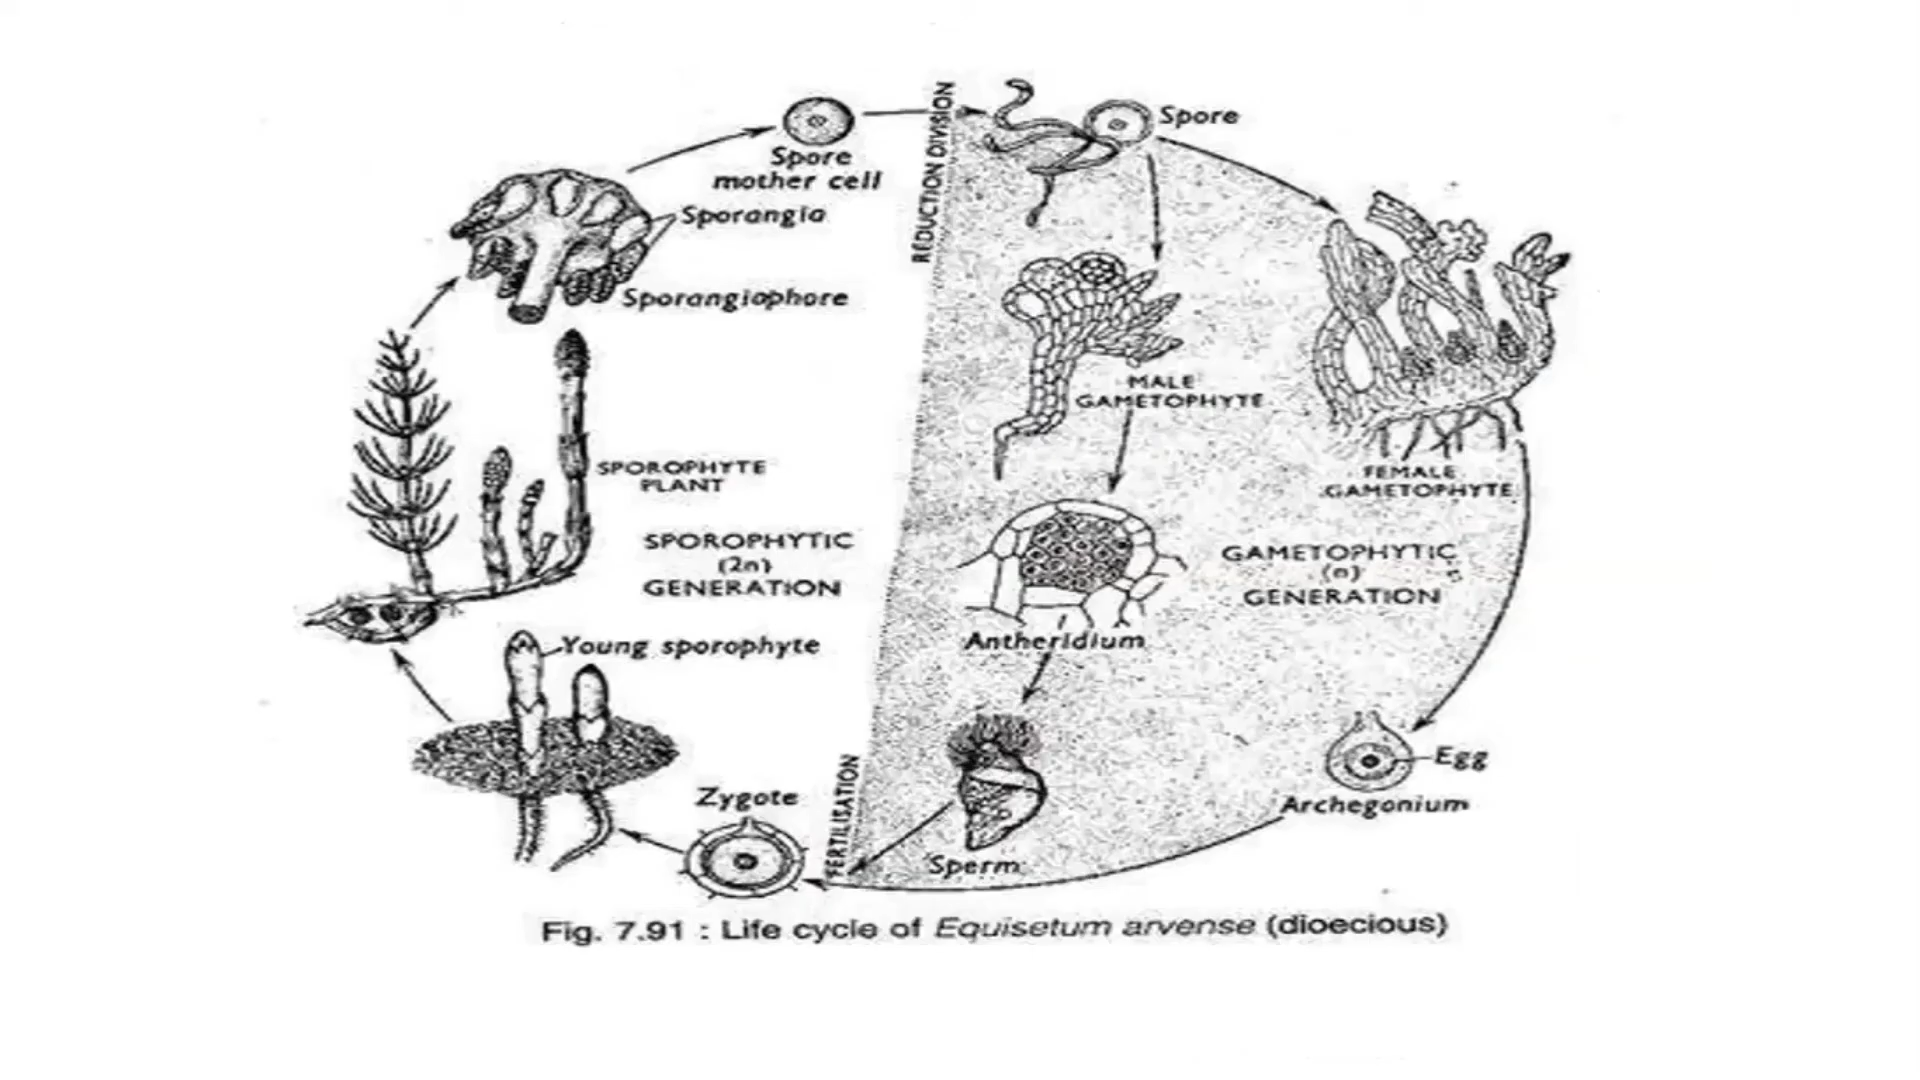 Spore
mother cell
REDUCTION DIVISION
Spore
Sporangia
Sporangiophore
MALE
GAMETOPHYTE
SPOROPHYTE
PLANT
FEMALE
GAMETOPHYTE
SPOROPHYTIC
(2n)
GENERATION
GAMETOPHYTIC
(n)
GENERATION
Antheridium
Young sporophyte
Egg
Archegonium
Zygote
FERTILISATION
Sperm
Fig. 7.91 : Life cycle of Equisetum arvense (dioecious)